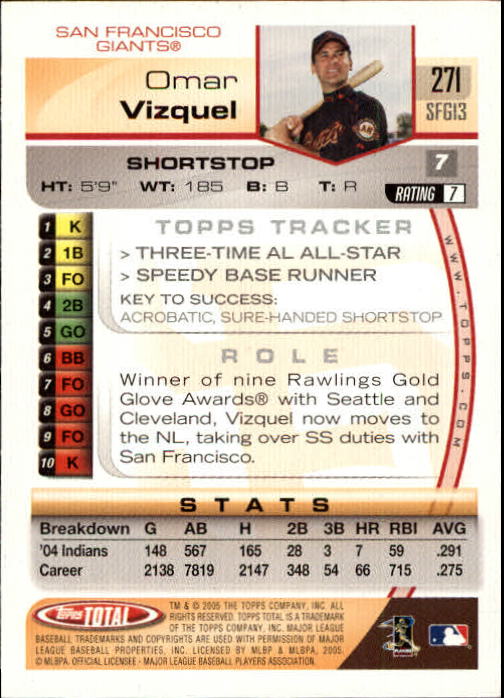 SAN FRANCISCO
GIANTS®
Omar
Vizquel
271
SFG13
SHORTSTOP
7
HT: 5'9" WT: 185 B: B T: R
RATING 7
1 K
2 1B
3 FO
4 2B
5 GO
6 BB
7 FO
8 GO
9 FO
10 K
TOPPS TRACKER
> THREE-TIME AL ALL-STAR
> SPEEDY BASE RUNNER
KEY TO SUCCESS:
ACROBATIC, SURE-HANDED SHORTSTOP
WWW.TOPPS.COM
ROLE
Winner of nine Rawlings Gold
Glove Awards® with Seattle and
Cleveland, Vizquel now moves to
the NL, taking over SS duties with
San Francisco.
STATS
Breakdown G AB H 2B 3B HR RBI AVG
'04 Indians 148 567 165 28 3 7 59 .291
Career 2138 7819 2147 348 54 66 715 .275
Topps TOTAL
TM & © 2005 THE TOPPS COMPANY, INC. ALL
RIGHTS RESERVED. TOPPS TOTAL IS A TRADEMARK
OF THE TOPPS COMPANY, INC. MAJOR LEAGUE
BASEBALL TRADEMARKS AND COPYRIGHTS ARE USED WITH PERMISSION OF MAJOR
LEAGUE BASEBALL PROPERTIES, INC. LICENSED BY MLBP & MLBPA, 2005.
© MLBPA. OFFICIAL LICENSEE - MAJOR LEAGUE BASEBALL PLAYERS ASSOCIATION.